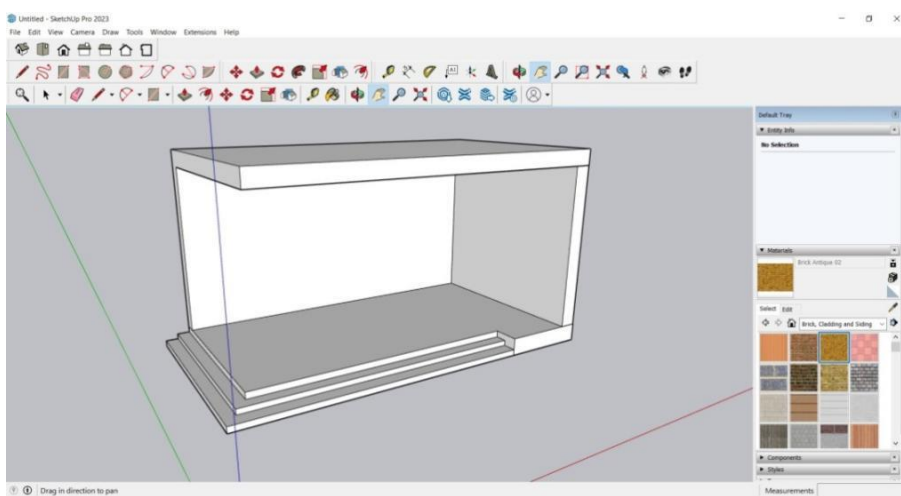 Untitled - SketchUp Pro 2023
File Edit View Camera Draw Tools Window Extensions Help
Default Tray
Entity Info
No Selection
Materials
Brick Antique 02
Select Edit
Brick, Cladding and Siding
Components
Styles
Drag in direction to pan
Measurements